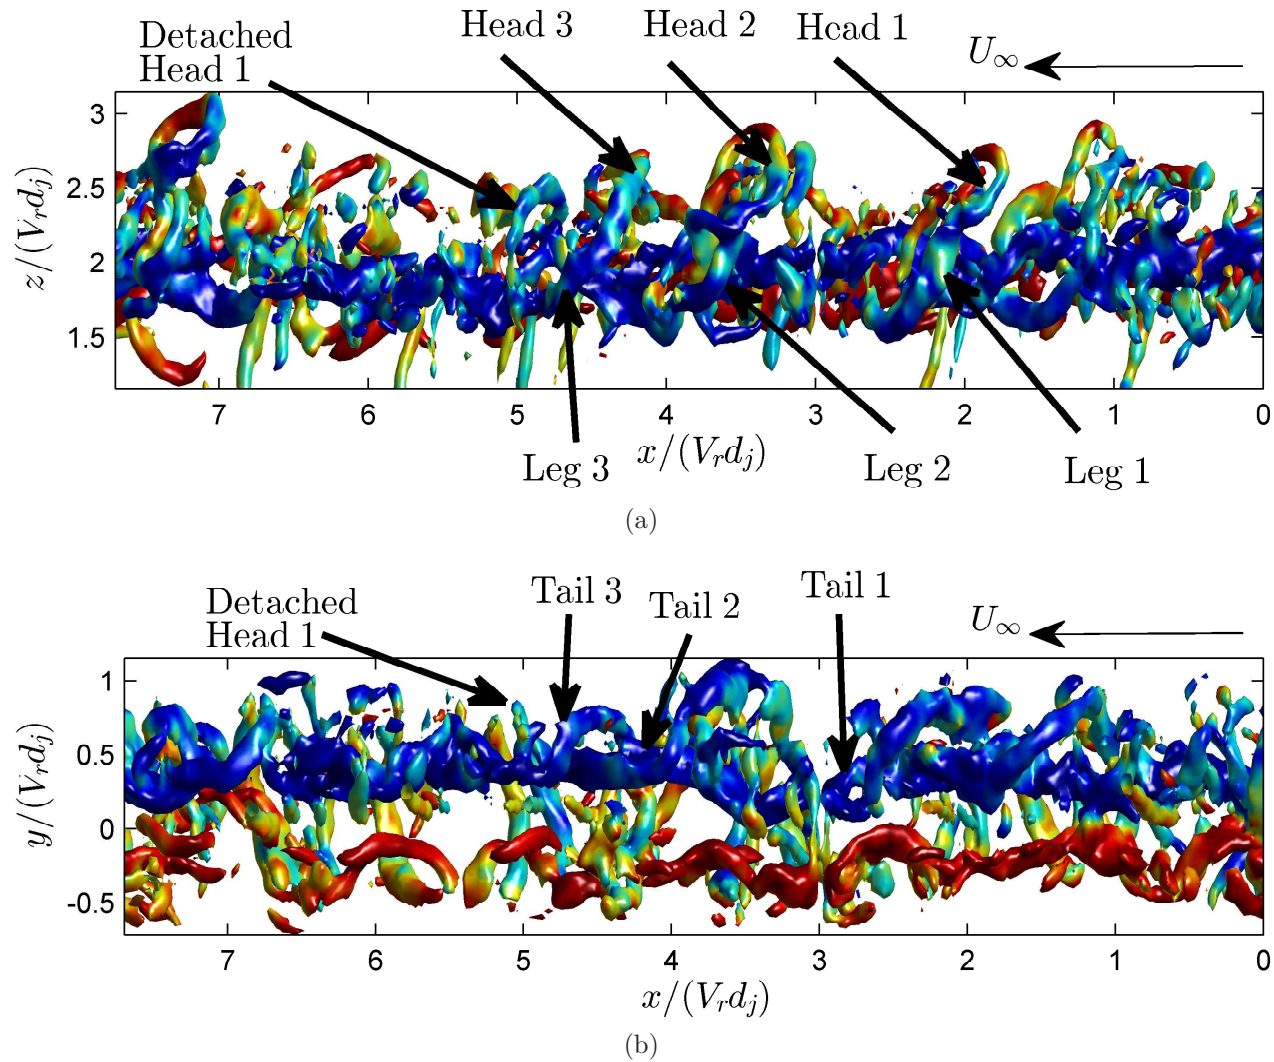 Detached
Head 1
Head 3
Head 2
Head 1
U∞
z/(Vᵣdⱼ)
3
2.5
2
1.5
7
6
5
4
3
2
1
0
x/(Vᵣdⱼ)
Leg 3
Leg 2
Leg 1
(a)
Detached
Head 1
Tail 3
Tail 2
Tail 1
U∞
y/(Vᵣdⱼ)
1
0.5
0
-0.5
7
6
5
4
3
2
1
0
x/(Vᵣdⱼ)
(b)